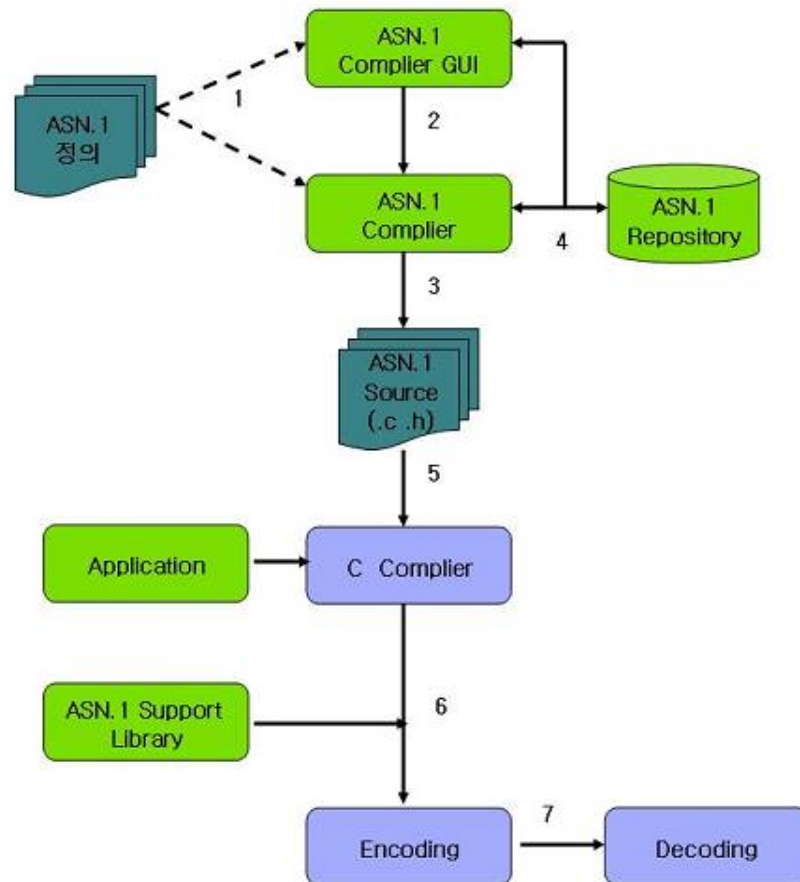 ASN.1
Complier GUI
1
ASN.1
정의
2
ASN.1
Complier
4
ASN.1
Repository
3
ASN.1
Source
(.c .h)
5
Application
C Complier
ASN.1 Support
Library
6
Encoding
7
Decoding